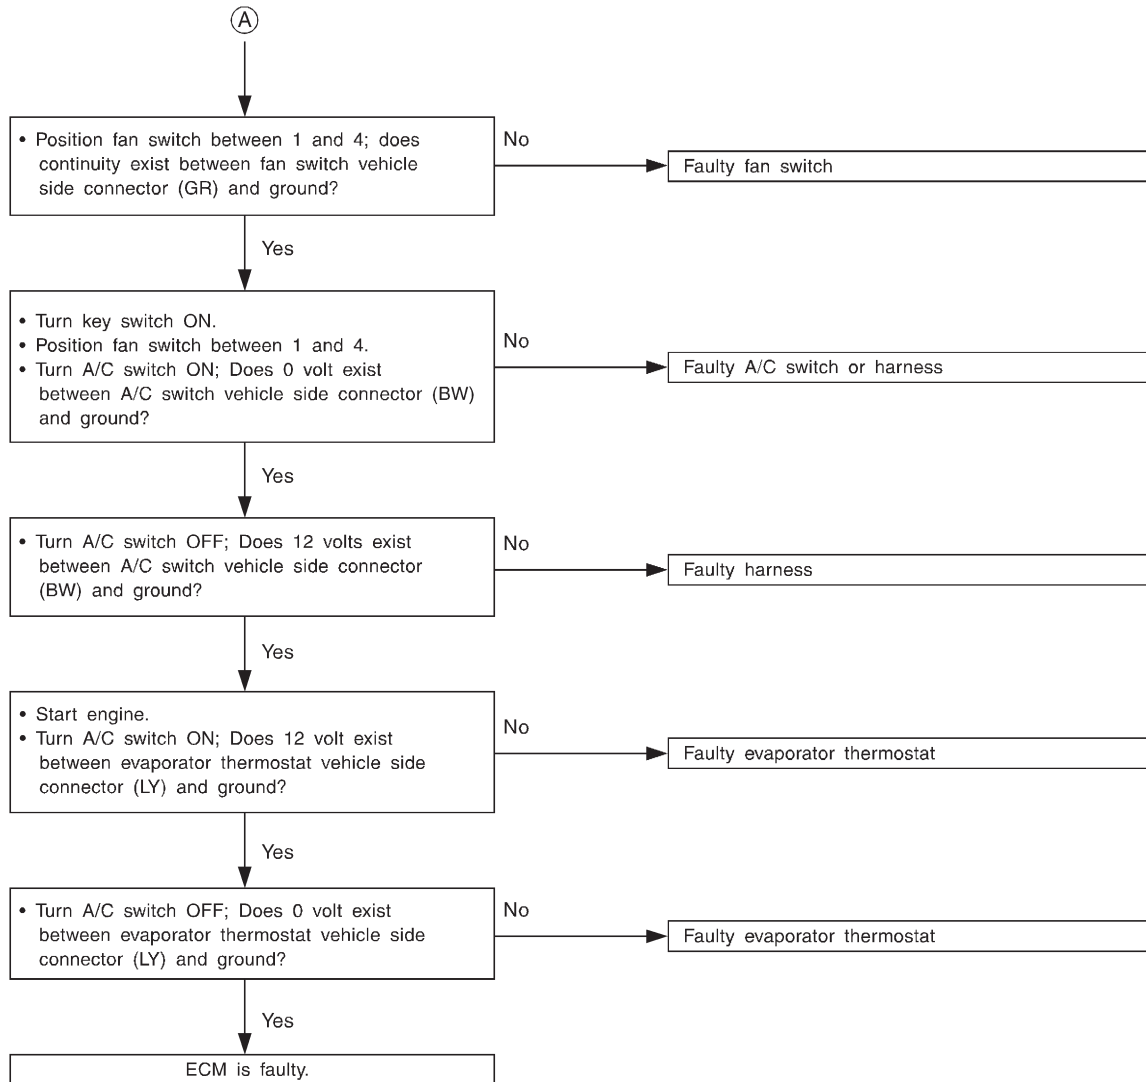 A
• Position fan switch between 1 and 4; does
continuity exist between fan switch vehicle
side connector (GR) and ground?
No
Faulty fan switch
Yes
• Turn key switch ON.
• Position fan switch between 1 and 4.
• Turn A/C switch ON; Does 0 volt exist
between A/C switch vehicle side connector (BW)
and ground?
No
Faulty A/C switch or harness
Yes
• Turn A/C switch OFF; Does 12 volts exist
between A/C switch vehicle side connector
(BW) and ground?
No
Faulty harness
Yes
• Start engine.
• Turn A/C switch ON; Does 12 volt exist
between evaporator thermostat vehicle side
connector (LY) and ground?
No
Faulty evaporator thermostat
Yes
• Turn A/C switch OFF; Does 0 volt exist
between evaporator thermostat vehicle side
connector (LY) and ground?
No
Faulty evaporator thermostat
Yes
ECM is faulty.